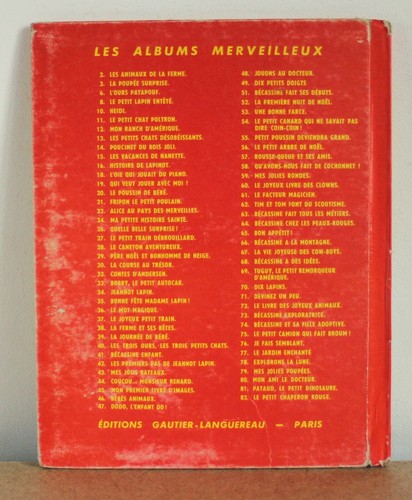 LES ALBUMS MERVEILLEUX
2. LES ANIMAUX DE LA FERME.
3. LA POUPÉE SURPRISE.
6. L'OURS PATAPOUF.
8. LE PETIT LAPIN ENTÊTÉ.
10. HEIDI.
11. LE PETIT CHAT POLTRON.
12. MON RANCH D'AMÉRIQUE.
13. LES PETITS CHATS DÉSOBÉISSANTS.
14. POUCINET DU BOIS JOLI.
15. LES VACANCES DE NANETTE.
16. HISTOIRE DE LAPINOT.
18. L'OIE QUI JOUAIT DU PIANO.
19. QUI VEUT JOUER AVEC MOI ?
20. LE POUSSIN DE BÉBÉ.
21. FRIPON LE PETIT POULAIN.
23. ALICE AU PAYS DES MERVEILLES.
24. MA PETITE HISTOIRE SAINTE.
26. QUELLE BELLE SURPRISE !
27. LE PETIT TRAIN DÉBROUILLARD.
28. LE CANETON AVENTUREUX.
29. PÈRE NOËL ET BONHOMME DE NEIGE.
30. LA COURSE AU TRÉSOR.
32. CONTES D'ANDERSEN.
33. BOBBY, LE PETIT AUTOCAR.
34. JEANNOT LAPIN.
35. BONNE FÊTE MADAME LAPIN !
36. LE MOT-MAGIQUE.
37. LE JOYEUX PETIT TRAIN.
38. LA FERME ET SES BÊTES.
39. LA JOURNÉE DE BÉBÉ.
40. LES TROIS OURS. LES TROIS PETITS CHATS.
41. BÉCASSINE ENFANT.
42. LES PREMIERS PAS DE JEANNOT LAPIN.
43. MES JOLIS BATEAUX.
44. COUCOU... MONSIEUR RENARD.
45. MON PREMIER LIVRE D'IMAGES.
46. BÉBÉS ANIMAUX.
47. DODO, L'ENFANT DO !
48. JOUONS AU DOCTEUR.
49. DIX PETITS DOIGTS
51. BÉCASSINE FAIT SES DÉBUTS.
52. LA PREMIÈRE NUIT DE NOËL.
53. UNE BONNE FARCE.
54. LE PETIT CANARD QUI NE SAVAIT PAS
DIRE COIN-COIN !
55. PETIT POUSSIN DEVIENDRA GRAND.
56. LE PETIT ARBRE DE NOËL.
57. ROUSSE-QUEUE ET SES AMIS.
58. QU'AVONS-NOUS FAIT DE COCHONNET !
59. MES JOLIES RONDES.
60. LE JOYEUX LIVRE DES CLOWNS.
61. LE FACTEUR MAGICIEN.
62. TIM ET TOM FONT DU SCOUTISME.
63. BÉCASSINE FAIT TOUS LES MÉTIERS.
64. BÉCASSINE CHEZ LES PEAUX-ROUGES.
65. BON APPÉTIT !
66. BÉCASSINE A LA MONTAGNE.
67. LA VIE JOYEUSE DES COW-BOYS.
68. BÉCASSINE A DES IDÉES.
69. TUGUY, LE PETIT REMORQUEUR
D'AMÉRIQUE.
70. DIX LAPINS.
71. DEVINEZ UN PEU.
72. LE LIVRE DES JOYEUX ANIMAUX.
73. BÉCASSINE EXPLORATRICE.
74. BÉCASSINE ET SA FILLE ADOPTIVE.
75. LE PETIT CAMION QUI FAIT BROUM !
76. JE FAIS SEMBLANT.
77. LE JARDIN ENCHANTÉ
78. EXPLORONS LA LUNE.
79. MES JOLIES POUPÉES.
80. MON AMI LE DOCTEUR.
81. PATAUD, LE PETIT DINOSAURE.
82. LE PETIT CHAPERON ROUGE.
ÉDITIONS GAUTIER-LANGUEREAU — PARIS